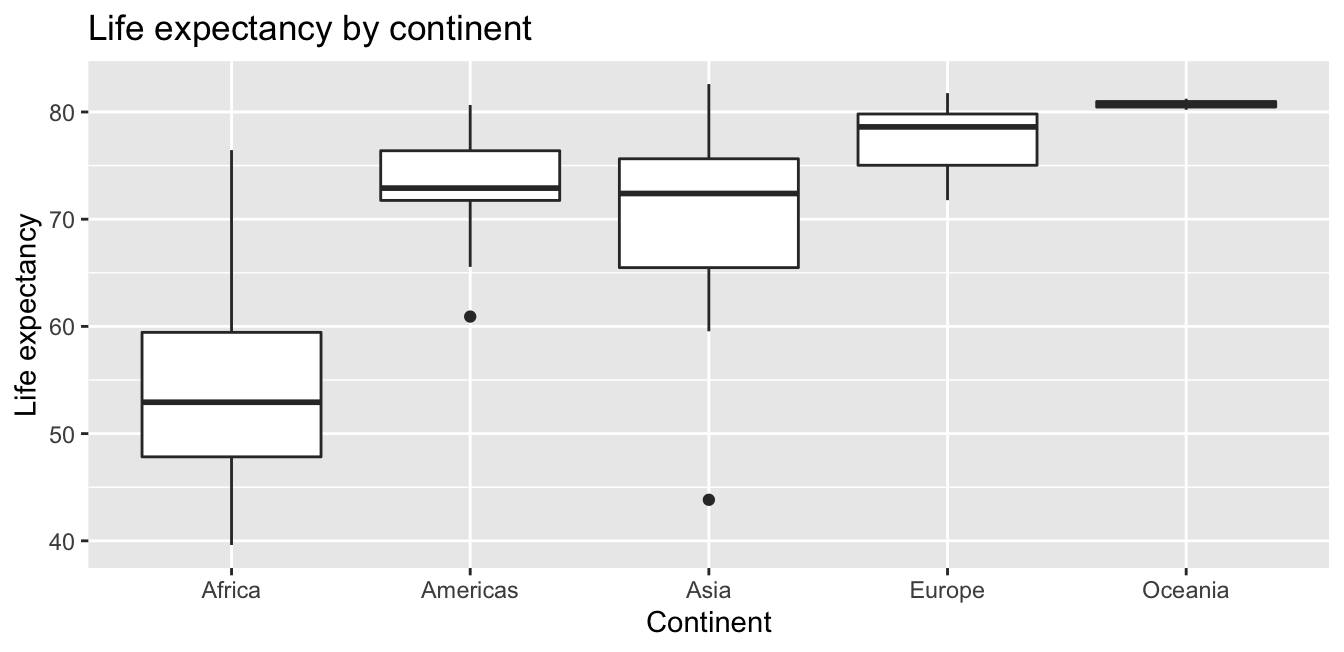 Life expectancy by continent
Life expectancy
80
70
60
50
40
Africa Americas Asia Europe Oceania
Continent